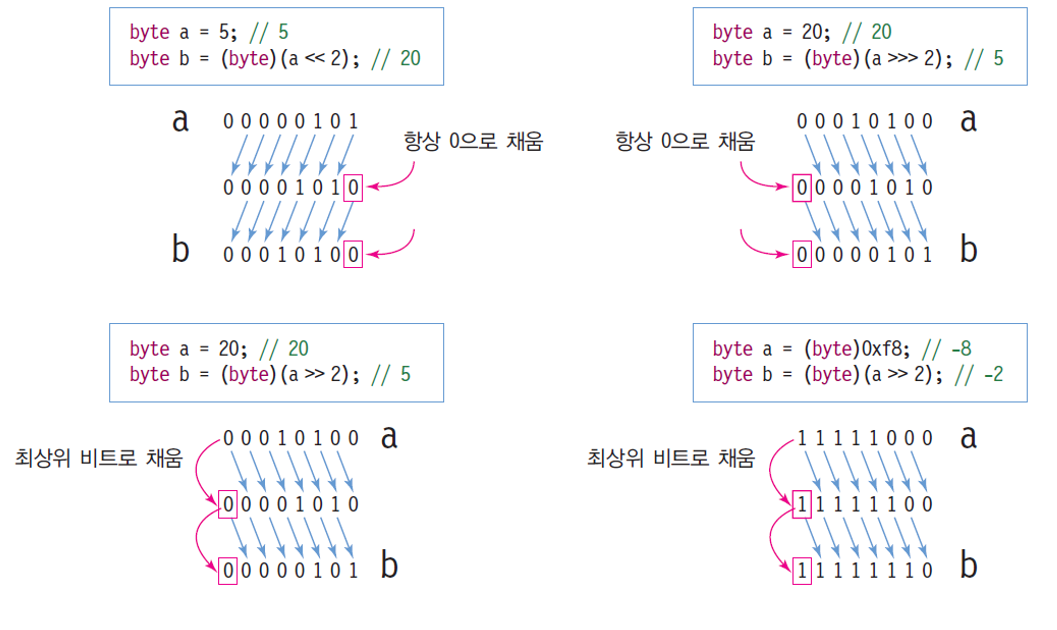 byte a = 5; // 5
byte b = (byte)(a << 2); // 20
a 0 0 0 0 0 1 0 1
항상 0으로 채움
0 0 0 0 1 0 1 0
b 0 0 0 1 0 1 0 0
byte a = 20; // 20
byte b = (byte)(a >>> 2); // 5
0 0 0 1 0 1 0 0 a
항상 0으로 채움
0 0 0 0 1 0 1 0
0 0 0 0 0 1 0 1 b
byte a = 20; // 20
byte b = (byte)(a >> 2); // 5
0 0 0 1 0 1 0 0 a
최상위 비트로 채움
0 0 0 0 1 0 1 0
0 0 0 0 0 1 0 1 b
byte a = (byte)0xf8; // -8
byte b = (byte)(a >> 2); // -2
1 1 1 1 1 0 0 0 a
최상위 비트로 채움
1 1 1 1 1 1 0 0
1 1 1 1 1 1 1 0 b